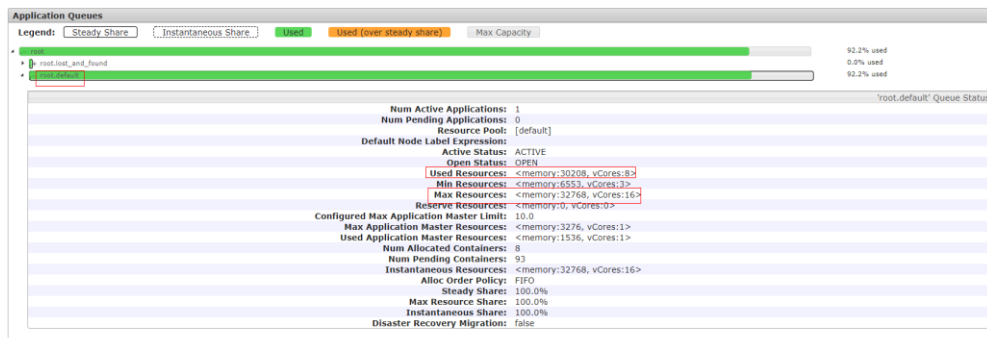 Application Queues
Legend: Steady Share Instantaneous Share Used Used (over steady share) Max Capacity
root 92.2% used
root.lost_and_found 0.0% used
root.default 92.2% used
'root.default' Queue Status
Num Active Applications: 1
Num Pending Applications: 0
Resource Pool: [default]
Default Node Label Expression:
Active Status: ACTIVE
Open Status: OPEN
Used Resources: <memory:30208, vCores:8>
Min Resources: <memory:6553, vCores:3>
Max Resources: <memory:32768, vCores:16>
Reserve Resources: <memory:0, vCores:0>
Configured Max Application Master Limit: 10.0
Max Application Master Resources: <memory:3276, vCores:1>
Used Application Master Resources: <memory:1536, vCores:1>
Num Allocated Containers: 8
Num Pending Containers: 93
Instantaneous Resources: <memory:32768, vCores:16>
Alloc Order Policy: FIFO
Steady Share: 100.0%
Max Resource Share: 100.0%
Instantaneous Share: 100.0%
Disaster Recovery Migration: false